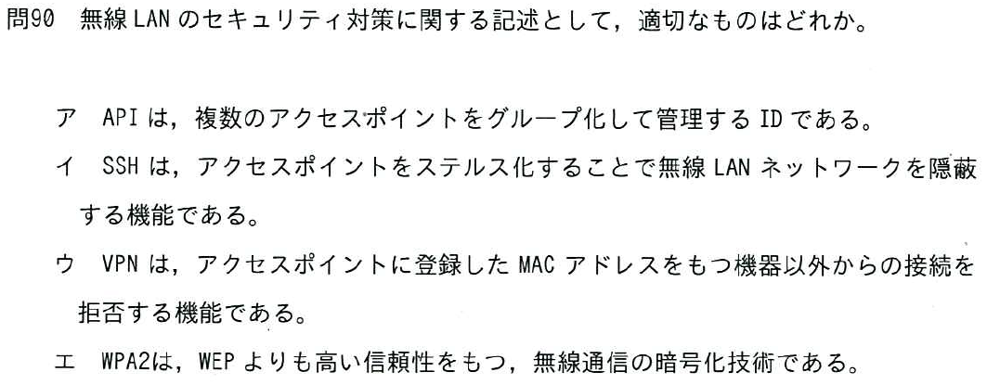 問90 無線LANのセキュリティ対策に関する記述として，適切なものはどれか。
ア APIは，複数のアクセスポイントをグループ化して管理するIDである。
イ SSHは，アクセスポイントをステルス化することで無線LANネットワークを隠蔽
する機能である。
ウ VPNは，アクセスポイントに登録したMACアドレスをもつ機器以外からの接続を
拒否する機能である。
エ WPA2は，WEPよりも高い信頼性をもつ，無線通信の暗号化技術である。